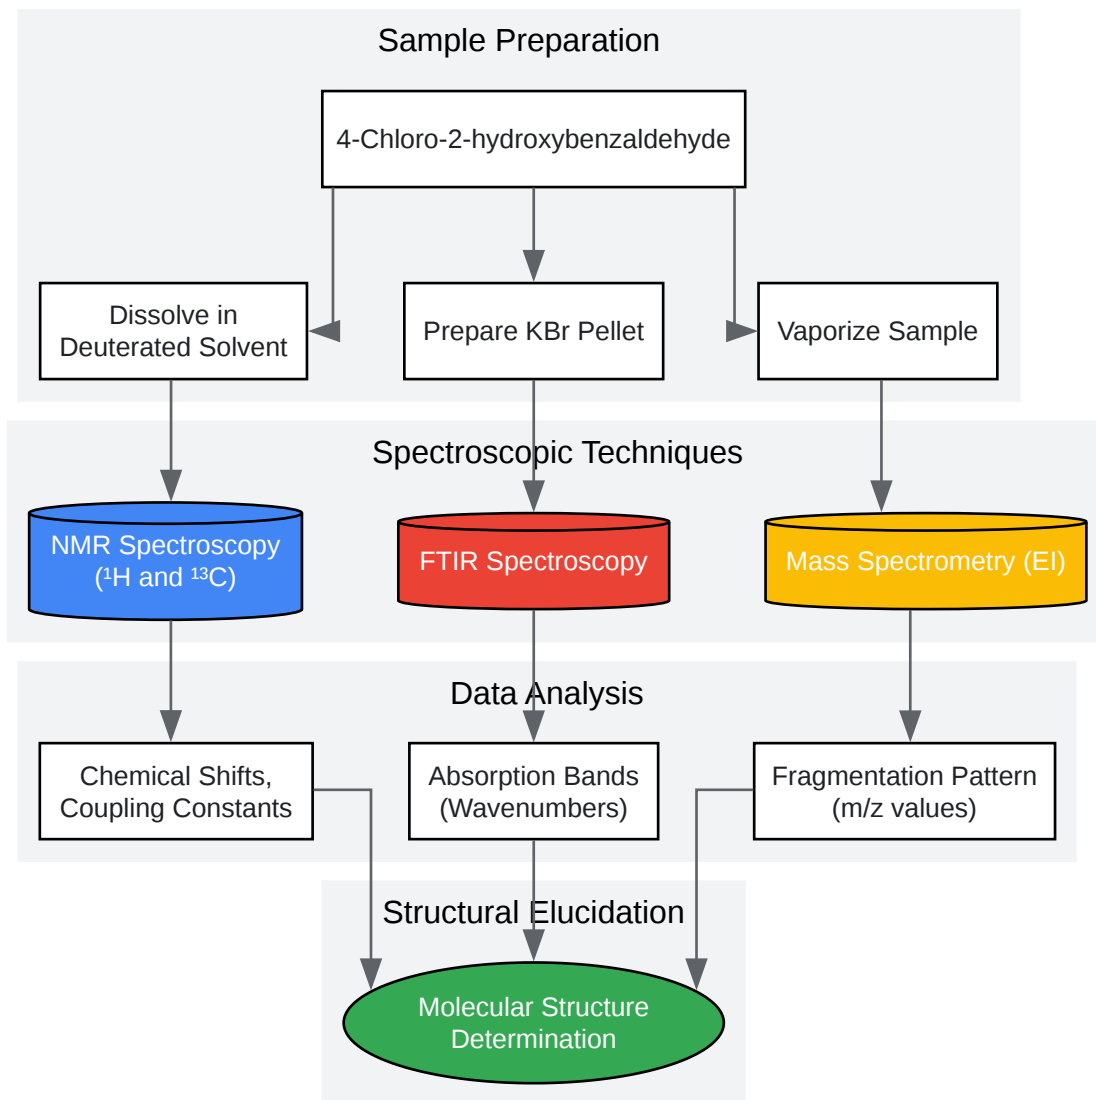 Sample Preparation
4-Chloro-2-hydroxybenzaldehyde
Dissolve in
Deuterated Solvent
Prepare KBr Pellet
Vaporize Sample
Spectroscopic Techniques
NMR Spectroscopy
(¹H and ¹³C)
FTIR Spectroscopy
Mass Spectrometry (EI)
Data Analysis
Chemical Shifts,
Coupling Constants
Absorption Bands
(Wavenumbers)
Fragmentation Pattern
(m/z values)
Structural Elucidation
Molecular Structure
Determination